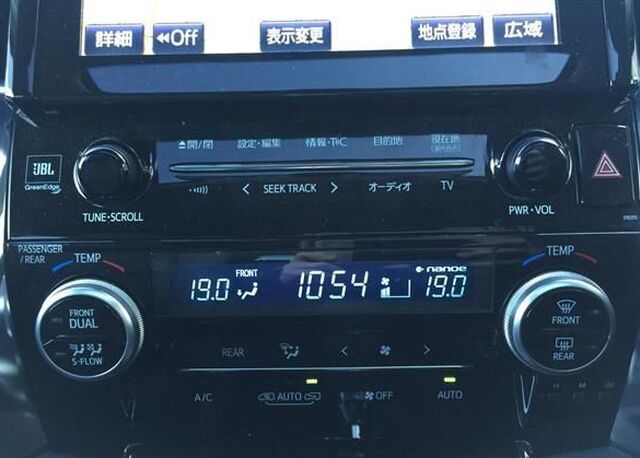 詳細 ◀◀Off 表示変更 地点登録 広域
JBL
GreenEdge
▲開/閉 設定・編集 情報・TC 目的地 現在地
SEEK TRACK オーディオ TV
TUNE・SCROLL
PWR・VOL
PASSENGER
/ REAR
TEMP
TEMP
FRONT
nanoe
19.0 1054 19.0
FRONT
DUAL
S-FLOW
FRONT
REAR
REAR
A/C AUTO OFF AUTO
H M